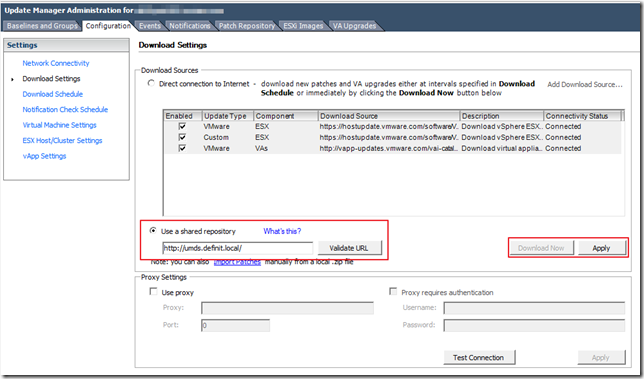 Update Manager Administration for
Baselines and Groups Configuration Events Notifications Patch Repository ESXi Images VA Upgrades
Settings
Network Connectivity
Download Settings
Download Schedule
Notification Check Schedule
Virtual Machine Settings
ESX Host/Cluster Settings
vApp Settings
Download Settings
Download Sources
Direct connection to Internet - download new patches and VA upgrades either at intervals specified in Download Add Download Source...
Schedule or immediately by clicking the Download Now button below
Enabled Update Type Component Download Source Description Connectivity Status
VMware ESX https://hostupdate.vmware.com/software/V... Download vSphere ESX... Connected
Custom ESX https://hostupdate.vmware.com/software/... Download vSphere ESX... Connected
VMware VAs http://vapp-updates.vmware.com/vai-catal... Download virtual applia... Connected
Use a shared repository What's this?
http://umds.definit.local/ Validate URL
Download Now Apply
Note: you can also Import Patches manually from a local .zip file
Proxy Settings
Use proxy Proxy requires authentication
Proxy: Username:
Port: 0 Password:
Test Connection Apply